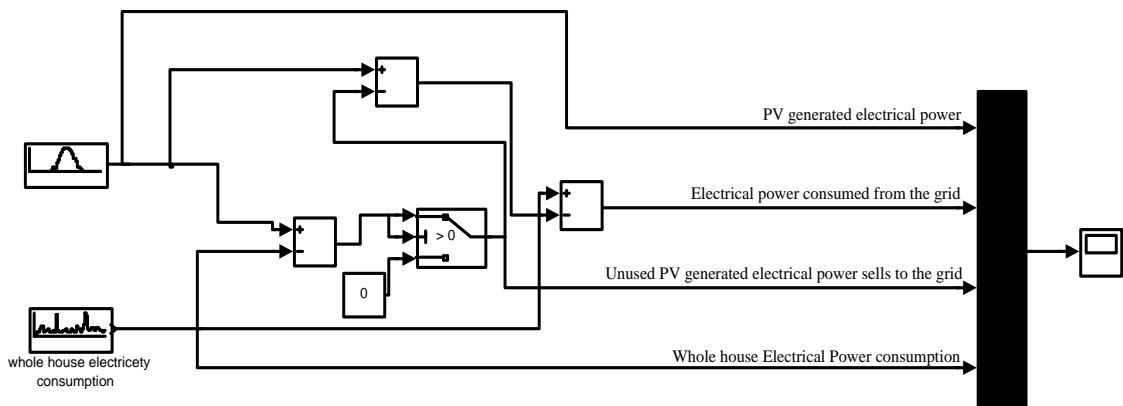 +
−
PV generated electrical power
Electrical power consumed from the grid
+
−
+
−
> 0
Unused PV generated electrical power sells to the grid
0
Whole house Electrical Power consumption
whole house electricety
consumption